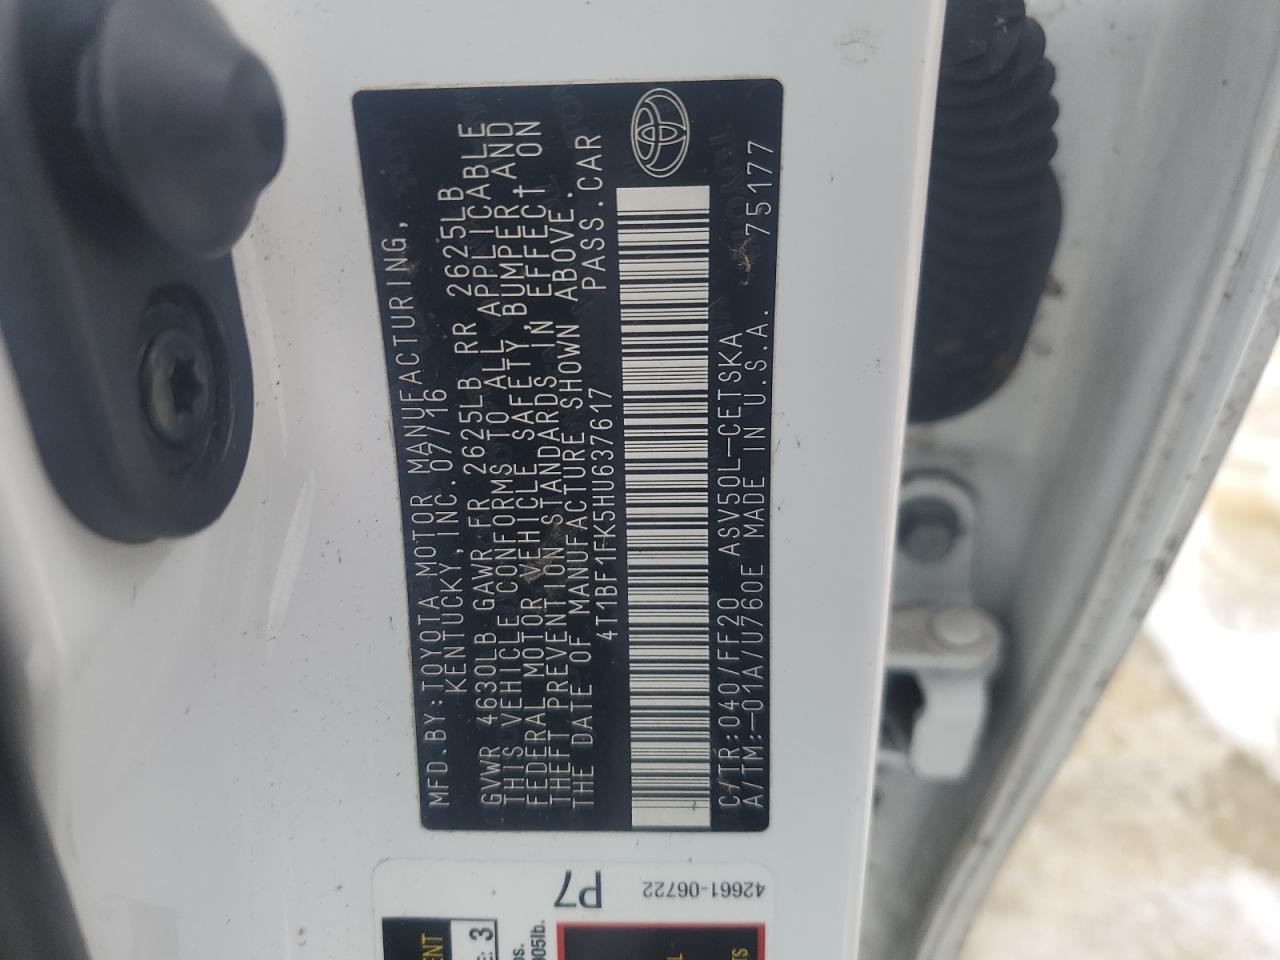 MFD.BY:TOYOTA MOTOR MANUFACTURING,
KENTUCKY,INC.07/16
GVWR 4630LB GAWR FR 2625LB RR 2625LB
THIS VEHICLE CONFORMS TO ALL APPLICABLE
FEDERAL MOTOR VEHICLE SAFETY,BUMPER,AND
THEFT PREVENTION STANDARDS IN EFFECT ON
THE DATE OF MANUFACTURE SHOWN ABOVE.
4T1BF1FK5HU637617 PASS.CAR
C/TR:040/FF20 ASV50L-CETSKA 75177
A/TM:-01A/U760E MADE IN U.S.A.
P7
42661-06722
3